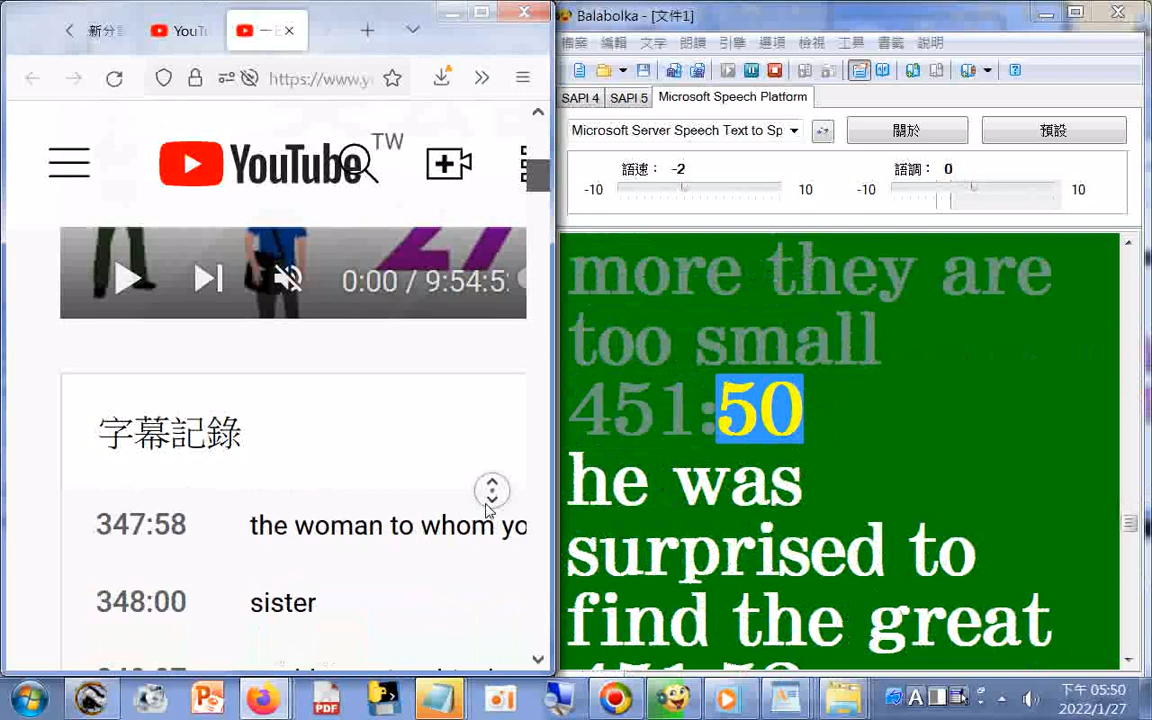 新分
YouT
一
https://www.y
YouTube
TW
0:00 / 9:54:5
字幕記錄
347:58 the woman to whom yo
348:00 sister
Balabolka - [文件1]
檔案 編輯 文字 朗讀 引擎 選項 檢視 工具 書籤 說明
SAPI 4 SAPI 5 Microsoft Speech Platform
Microsoft Server Speech Text to Sp
關於
預設
語速： -2
-10 10
語調： 0
-10 10
more they are
too small
451:50
he was
surprised to
find the great
PDF
A
下午 05:50
2022/1/27